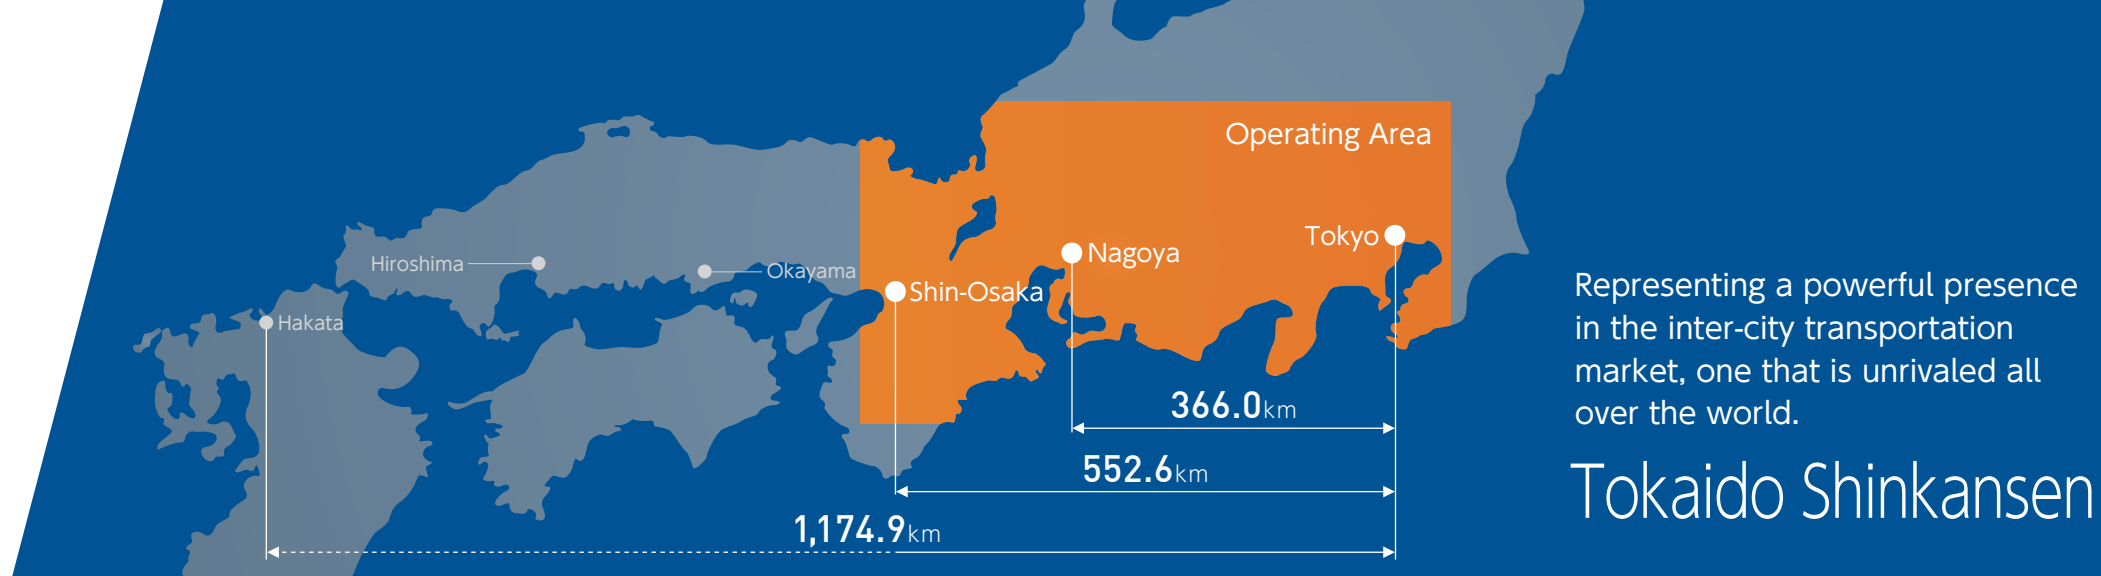 Operating Area
Tokyo
Nagoya
Hiroshima
Okayama
Shin-Osaka
Hakata
366.0km
552.6km
1,174.9km
Representing a powerful presence
in the inter-city transportation
market, one that is unrivaled all
over the world.
Tokaido Shinkansen